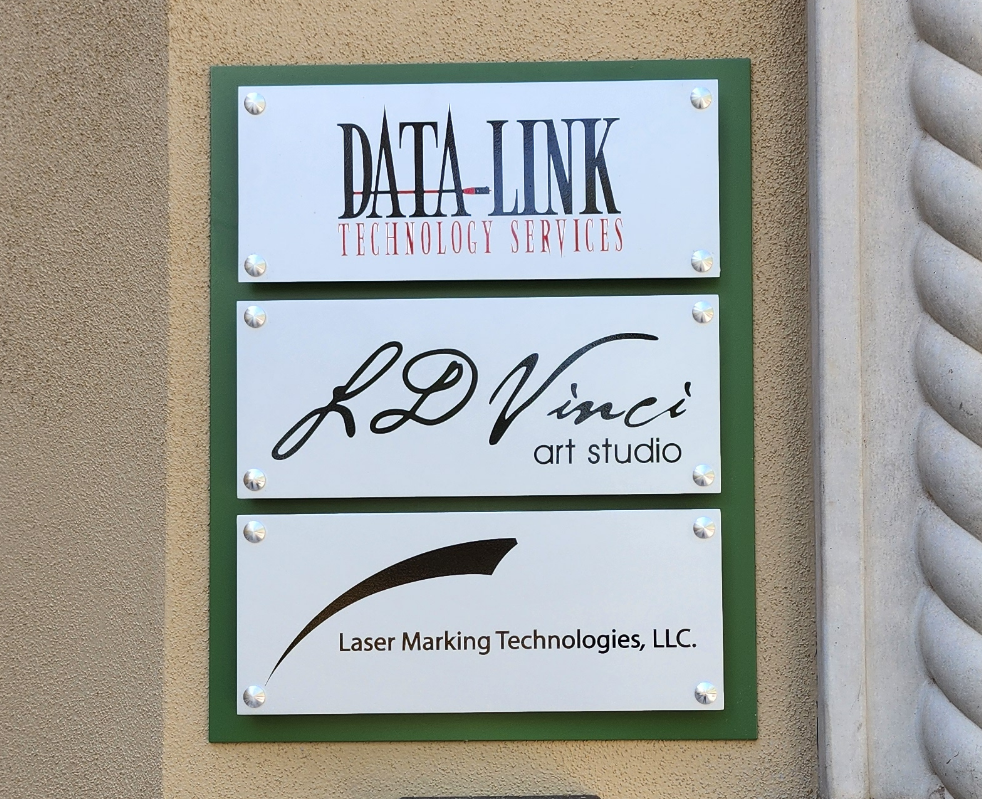 DATA-LINK
TECHNOLOGY SERVICES
LD Vinci
art studio
Laser Marking Technologies, LLC.